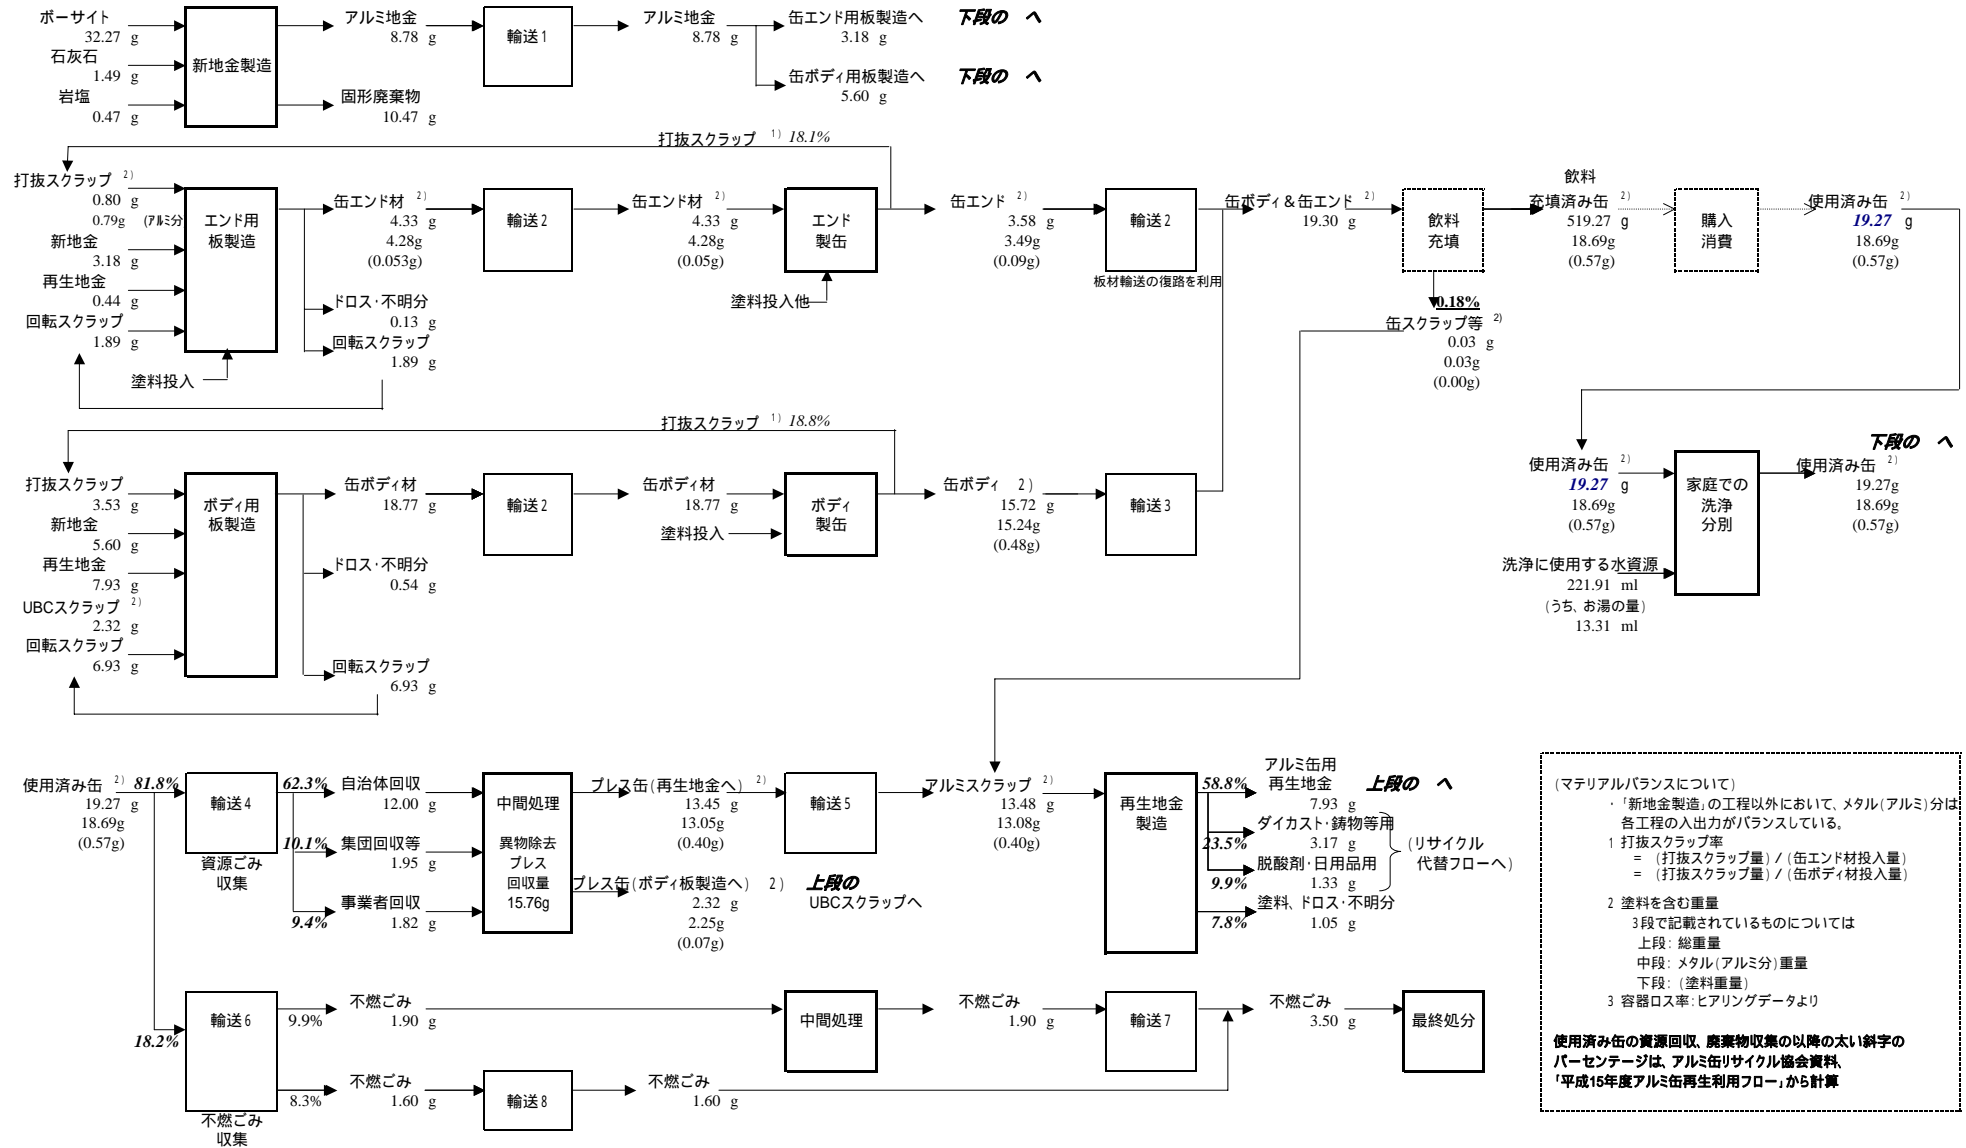 ボーサイト
32.27 g
石灰石
1.49 g
岩塩
0.47 g
新地金製造
アルミ地金
8.78 g
固形廃棄物
10.47 g
輸送1
アルミ地金
8.78 g
缶エンド用板製造へ 下段の へ
3.18 g
缶ボディ用板製造へ 下段の へ
5.60 g
打抜スクラップ 1) 18.1%
打抜スクラップ 2)
0.80 g
0.79g (アルミ分
新地金
3.18 g
再生地金
0.44 g
回転スクラップ
1.89 g
塗料投入
エンド用
板製造
缶エンド材 2)
4.33 g
4.28g
(0.053g)
ドロス・不明分
0.13 g
回転スクラップ
1.89 g
輸送2
缶エンド材 2)
4.33 g
4.28g
(0.05g)
塗料投入他
エンド
製缶
缶エンド 2)
3.58 g
3.49g
(0.09g)
輸送2
板材輸送の復路を利用
缶ボディ&缶エンド 2)
19.30 g
飲料
充填
0.18%
缶スクラップ等 2)
0.03 g
0.03g
(0.00g)
飲料
充填済み缶 2)
519.27 g
18.69g
(0.57g)
購入
消費
使用済み缶 2)
19.27 g
18.69g
(0.57g)
打抜スクラップ 1) 18.8%
打抜スクラップ
3.53 g
新地金
5.60 g
再生地金
7.93 g
UBCスクラップ 2)
2.32 g
回転スクラップ
6.93 g
ボディ用
板製造
缶ボディ材
18.77 g
ドロス・不明分
0.54 g
回転スクラップ
6.93 g
輸送2
缶ボディ材
18.77 g
塗料投入
ボディ
製缶
缶ボディ 2)
15.72 g
15.24g
(0.48g)
輸送3
使用済み缶 2)
19.27 g
18.69g
(0.57g)
洗浄に使用する水資源
221.91 ml
(うち、お湯の量)
13.31 ml
家庭での
洗浄
分別
下段の へ
使用済み缶 2)
19.27g
18.69g
(0.57g)
使用済み缶 2)
19.27 g
18.69g
(0.57g)
81.8%
輸送4
資源ごみ
収集
62.3% 自治体回収
12.00 g
10.1% 集団回収等
1.95 g
事業者回収
9.4% 1.82 g
中間処理
異物除去
プレス
回収量
15.76g
プレス缶(再生地金へ) 2)
13.45 g
13.05g
(0.40g)
プレス缶(ボディ板製造へ) 2) 上段の
UBCスクラップへ
2.32 g
2.25g
(0.07g)
輸送5
アルミスクラップ 2)
13.48 g
13.08g
(0.40g)
再生地金
製造
アルミ缶用
58.8% 再生地金 上段の へ
7.93 g
ダイカスト・鋳物等用
23.5% 3.17 g
脱酸剤・日用品用
9.9% 1.33 g
(リサイクル
代替フローへ)
塗料、ドロス・不明分
7.8% 1.05 g
18.2%
輸送6
不燃ごみ
収集
不燃ごみ
9.9% 1.90 g
中間処理
不燃ごみ
1.90 g
輸送7
不燃ごみ
3.50 g
最終処分
不燃ごみ
8.3% 1.60 g
輸送8
不燃ごみ
1.60 g
(マテリアルバランスについて)
・「新地金製造」の工程以外において、メタル(アルミ)分は
各工程の入出力がバランスしている。
1 打抜スクラップ率
= (打抜スクラップ量)/(缶エンド材投入量)
= (打抜スクラップ量)/(缶ボディ材投入量)
2 塗料を含む重量
3段で記載されているものについては
上段: 総重量
中段: メタル(アルミ分)重量
下段: (塗料重量)
3 容器ロス率:ヒアリングデータより
使用済み缶の資源回収、廃棄物収集の以降の太い斜字の
パーセンテージは、アルミ缶リサイクル協会資料、
「平成15年度アルミ缶再生利用フロー」から計算